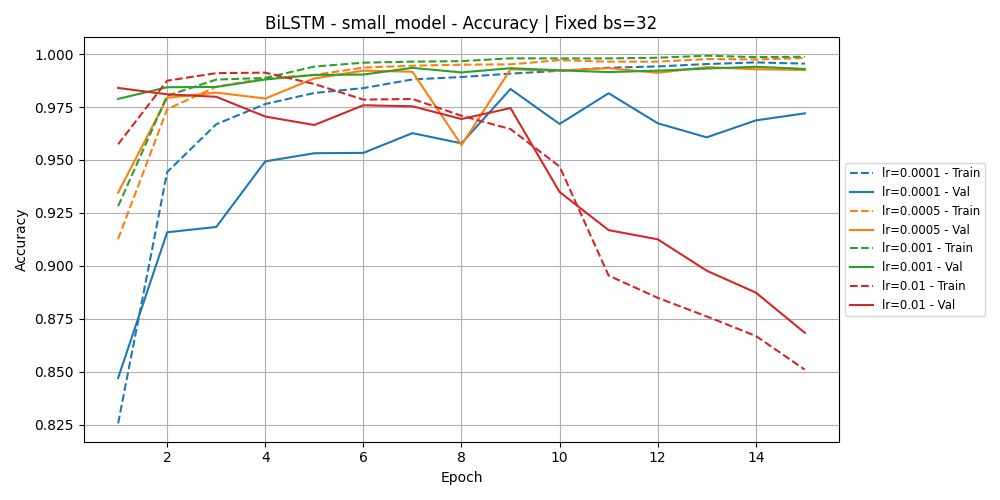 BiLSTM - small_model - Accuracy | Fixed bs=32
1.000
0.975
0.950
0.925
0.900
0.875
0.850
0.825
Accuracy
2 4 6 8 10 12 14
Epoch
lr=0.0001 - Train
lr=0.0001 - Val
lr=0.0005 - Train
lr=0.0005 - Val
lr=0.001 - Train
lr=0.001 - Val
lr=0.01 - Train
lr=0.01 - Val